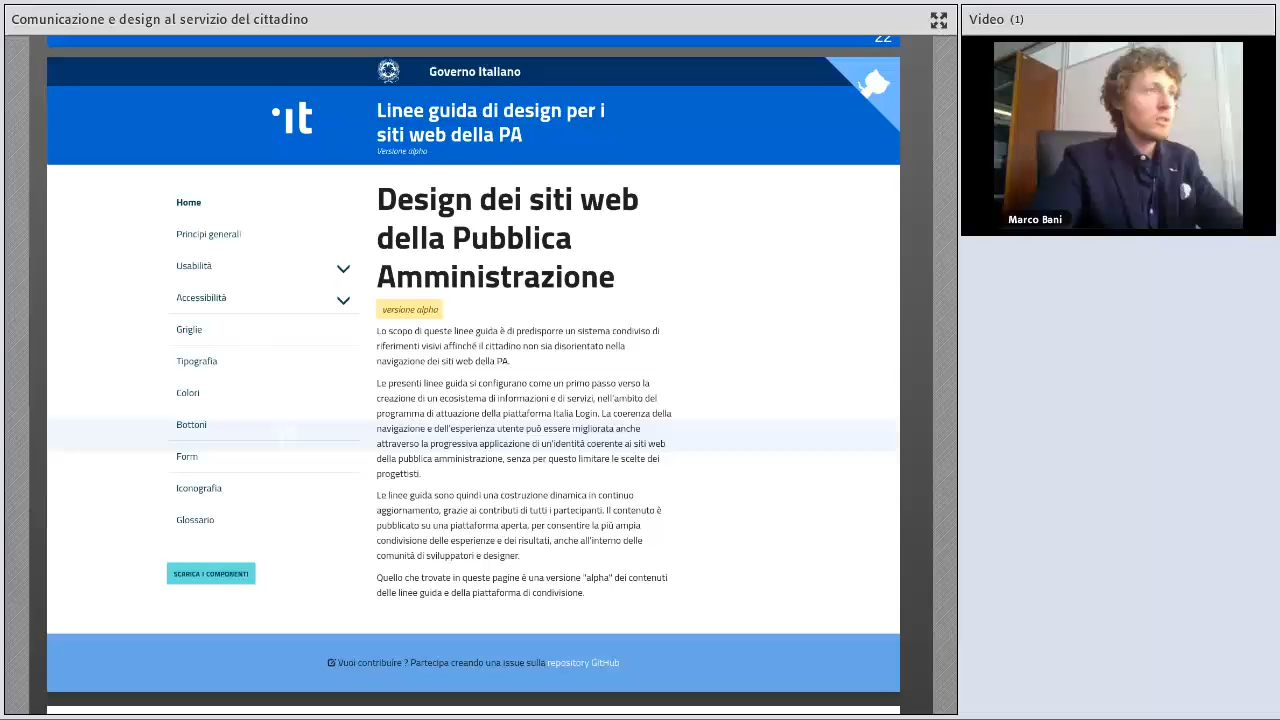 Comunicazione e design al servizio del cittadino
Video (1)
22
Governo Italiano
Marco Bani
·ıt
Linee guida di design per i
siti web della PA
Versione alpha
Home
Principi generali
Usabilità
Accessibilità
Griglie
Tipografia
Colori
Bottoni
Form
Iconografia
Glossario
SCARICA I COMPONENTI
Design dei siti web
della Pubblica
Amministrazione
versione alpha
Lo scopo di queste linee guida è di predisporre un sistema condiviso di
riferimenti visivi affinché il cittadino non sia disorientato nella
navigazione dei siti web della PA.
Le presenti linee guida si configurano come un primo passo verso la
creazione di un ecosistema di informazioni e di servizi, nell'ambito del
programma di attuazione della piattaforma Italia Login. La coerenza della
navigazione e dell'esperienza utente può essere migliorata anche
attraverso la progressiva applicazione di un'identità coerente ai siti web
della pubblica amministrazione, senza per questo limitare le scelte dei
progettisti.
Le linee guida sono quindi una costruzione dinamica in continuo
aggiornamento, grazie ai contributi di tutti i partecipanti. Il contenuto è
pubblicato su una piattaforma aperta, per consentire la più ampia
condivisione delle esperienze e dei risultati, anche all'interno delle
comunità di sviluppatori e designer.
Quello che trovate in queste pagine è una versione "alpha" dei contenuti
delle linee guida e della piattaforma di condivisione.
Vuoi contribuire ? Partecipa creando una issue sulla repository GitHub